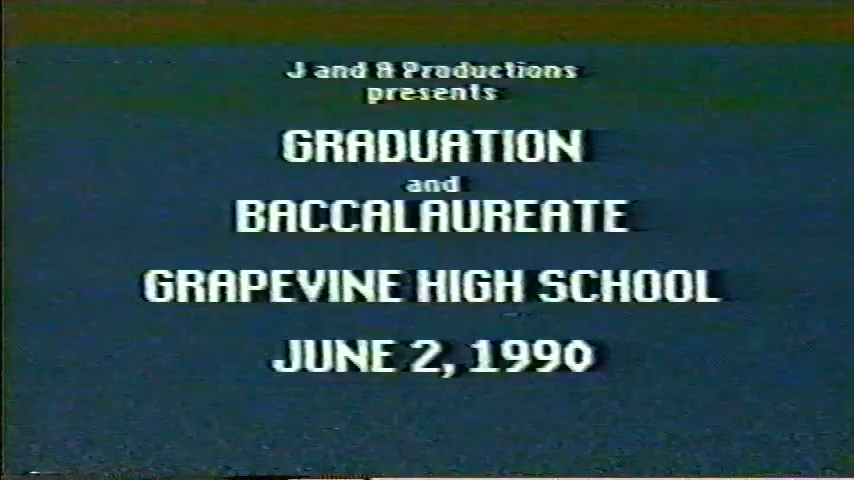 J and A Productions
presents
GRADUATION
and
BACCALAUREATE
GRAPEVINE HIGH SCHOOL
JUNE 2, 1990